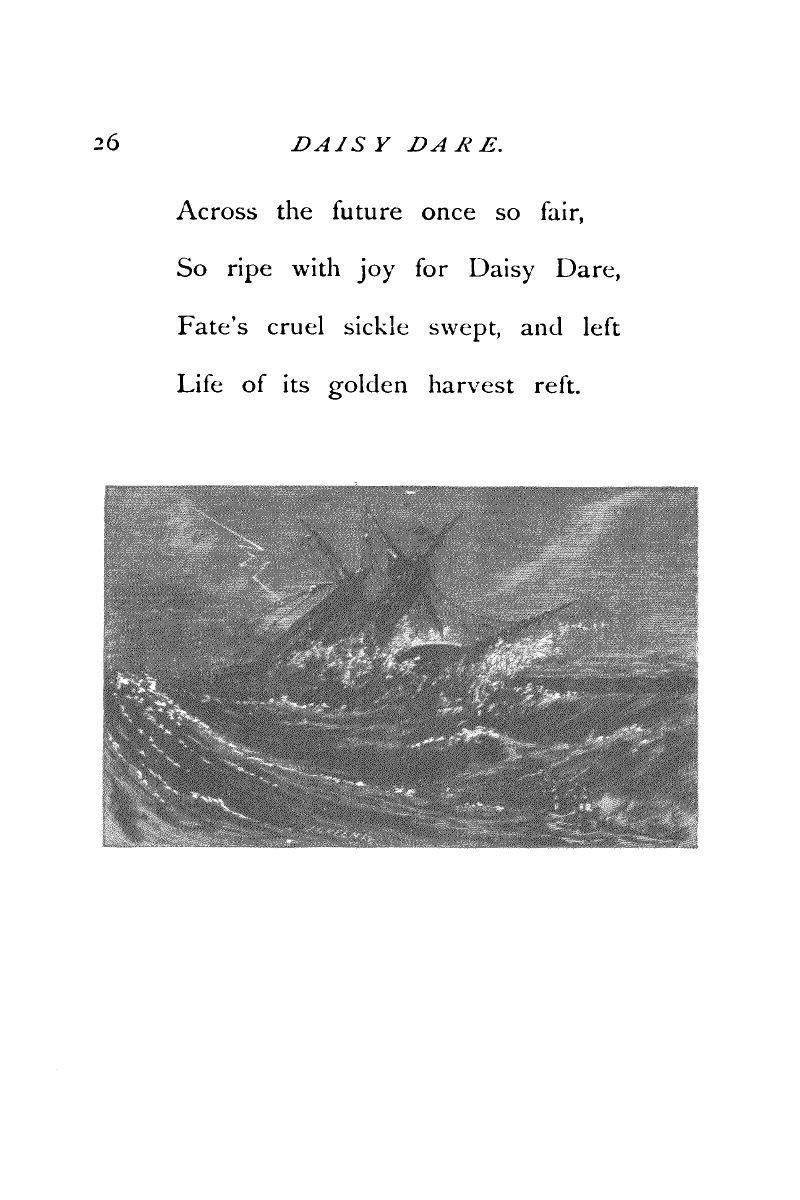 26 DAISY DARE.
Across the future once so fair,
So ripe with joy for Daisy Dare,
Fate's cruel sickle swept, and left
Life of its golden harvest reft.